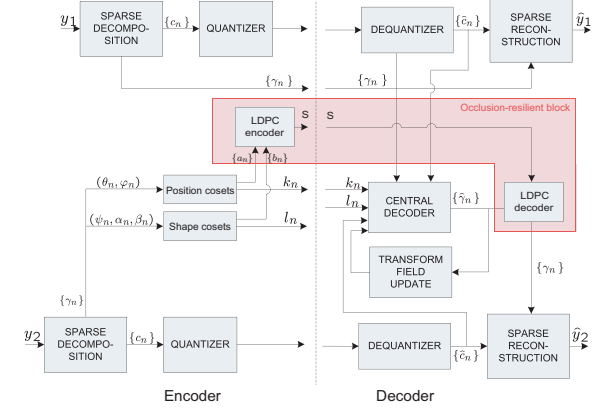 y₁
SPARSE
DECOMPO-
SITION
{cₙ}
QUANTIZER
{γₙ}
DEQUANTIZER
{ĉₙ}
{γₙ}
SPARSE
RECON-
STRUCTION
ŷ₁
Occlusion-resilient block
LDPC
encoder
S
S
{aₙ}
{bₙ}
(θₙ, φₙ)
Position cosets
kₙ
kₙ
(ψₙ, αₙ, βₙ)
Shape cosets
lₙ
lₙ
CENTRAL
DECODER
{γ̂ₙ}
LDPC
decoder
TRANSFORM
FIELD
UPDATE
{γₙ}
{γₙ}
y₂
SPARSE
DECOMPO-
SITION
{cₙ}
QUANTIZER
DEQUANTIZER
{ĉₙ}
SPARSE
RECON-
STRUCTION
ŷ₂
Encoder
Decoder